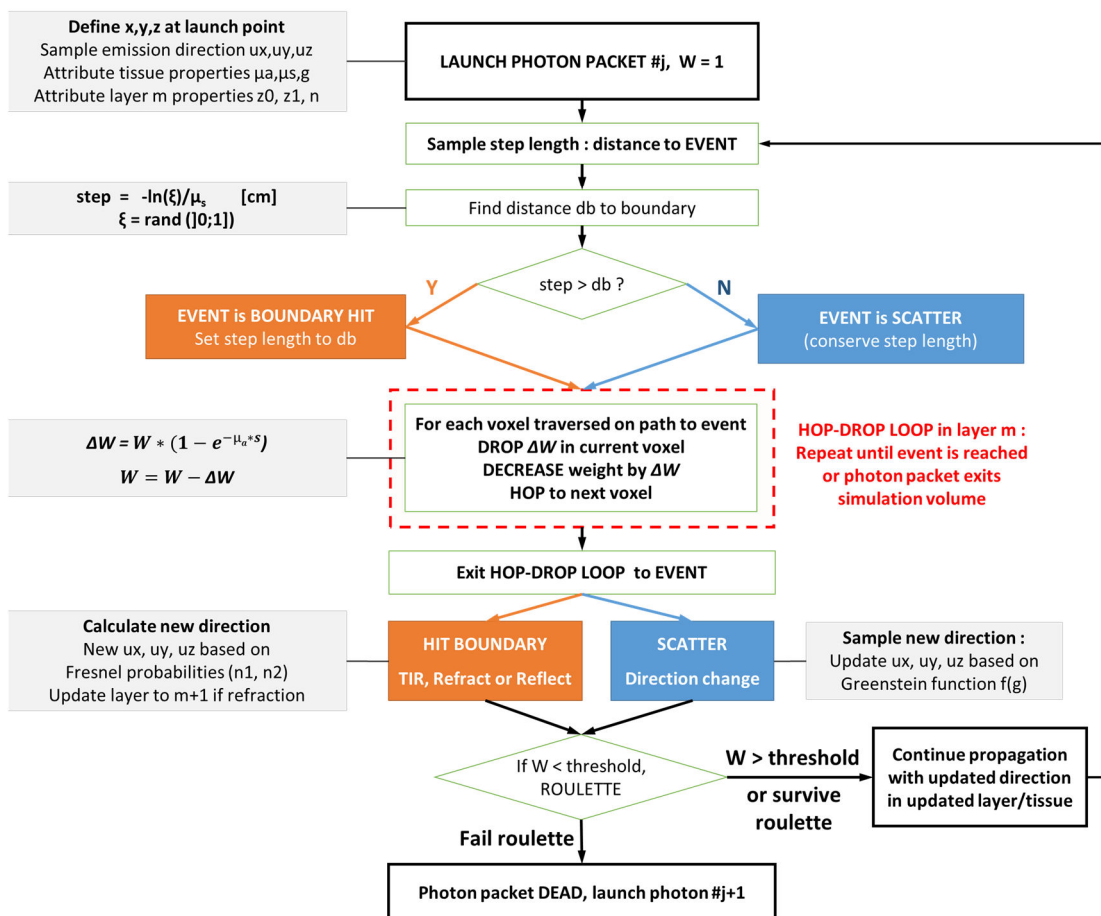 Define x,y,z at launch point
Sample emission direction ux,uy,uz
Attribute tissue properties μa,μs,g
Attribute layer m properties z0, z1, n
LAUNCH PHOTON PACKET #j, W = 1
Sample step length : distance to EVENT
step = -ln(ξ)/μₛ [cm]
ξ = rand (]0;1])
Find distance db to boundary
step > db ?
Y
N
EVENT is BOUNDARY HIT
Set step length to db
EVENT is SCATTER
(conserve step length)
ΔW = W * (1 − e^{−μₐ*s})
W = W − ΔW
For each voxel traversed on path to event
DROP ΔW in current voxel
DECREASE weight by ΔW
HOP to next voxel
HOP-DROP LOOP in layer m :
Repeat until event is reached
or photon packet exits
simulation volume
Exit HOP-DROP LOOP to EVENT
Calculate new direction
New ux, uy, uz based on
Fresnel probabilities (n1, n2)
Update layer to m+1 if refraction
HIT BOUNDARY
TIR, Refract or Reflect
SCATTER
Direction change
Sample new direction :
Update ux, uy, uz based on
Greenstein function f(g)
If W < threshold,
ROULETTE
W > threshold
or survive
roulette
Continue propagation
with updated direction
in updated layer/tissue
Fail roulette
Photon packet DEAD, launch photon #j+1